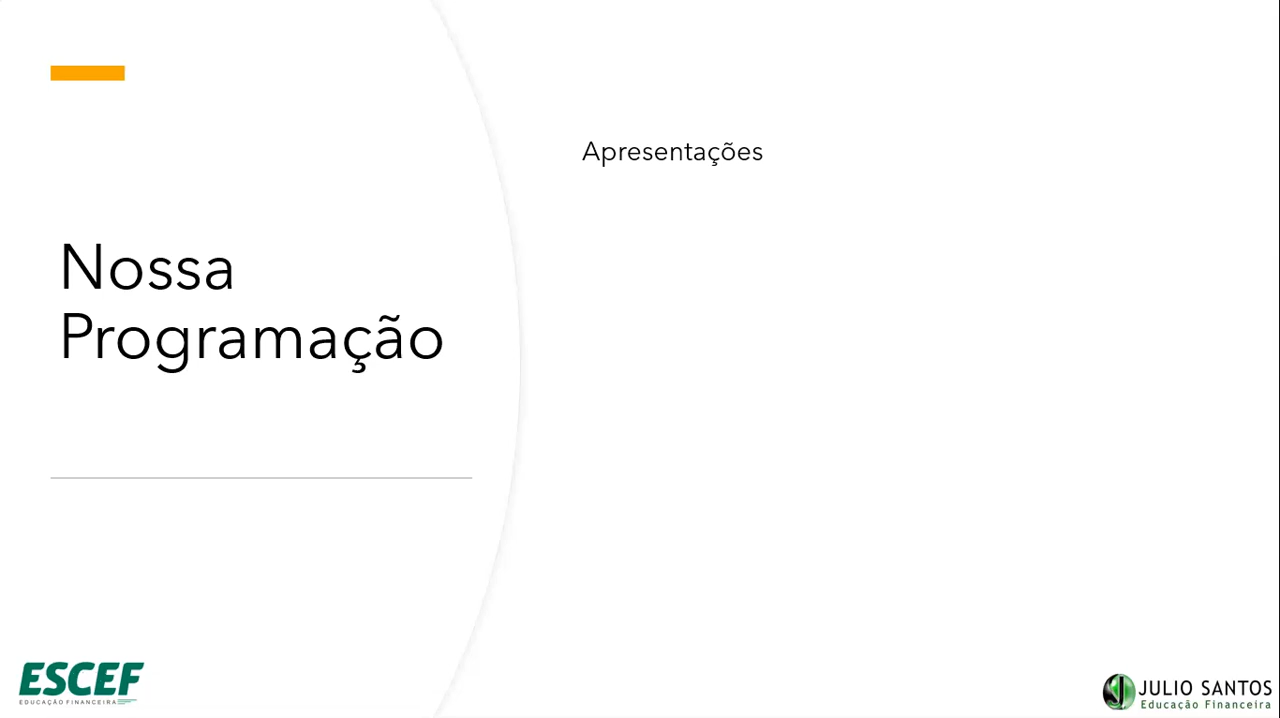 Nossa
Programação
Apresentações
ESCEF
EDUCAÇÃO FINANCEIRA
JULIO SANTOS
Educação Financeira